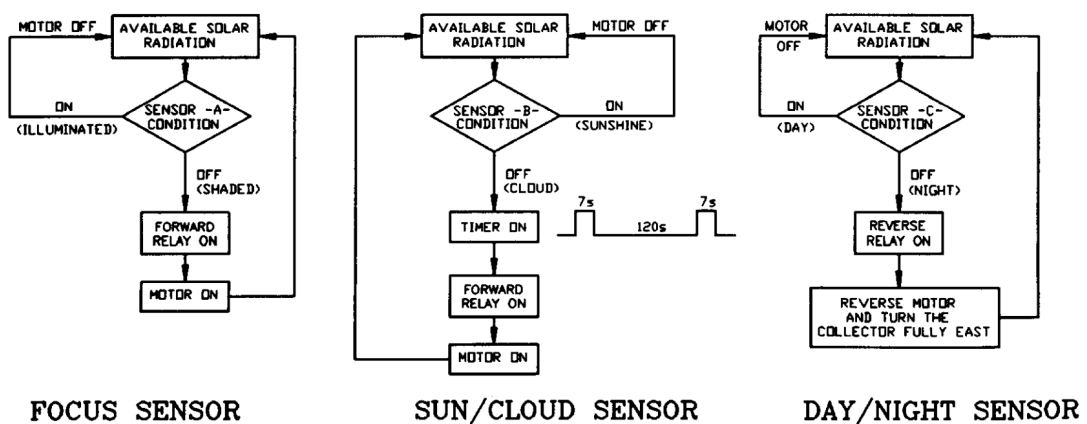 MOTOR OFF
AVAILABLE SOLAR
RADIATION
ON
(ILLUMINATED)
SENSOR -A-
CONDITION
OFF
(SHADED)
FORWARD
RELAY ON
MOTOR ON
FOCUS SENSOR
AVAILABLE SOLAR
RADIATION
MOTOR OFF
SENSOR -B-
CONDITION
ON
(SUNSHINE)
OFF
(CLOUD)
TIMER ON
7s
120s
7s
FORWARD
RELAY ON
MOTOR ON
SUN/CLOUD SENSOR
MOTOR
OFF
AVAILABLE SOLAR
RADIATION
ON
(DAY)
SENSOR -C-
CONDITION
OFF
(NIGHT)
REVERSE
RELAY ON
REVERSE MOTOR
AND TURN THE
COLLECTOR FULLY EAST
DAY/NIGHT SENSOR